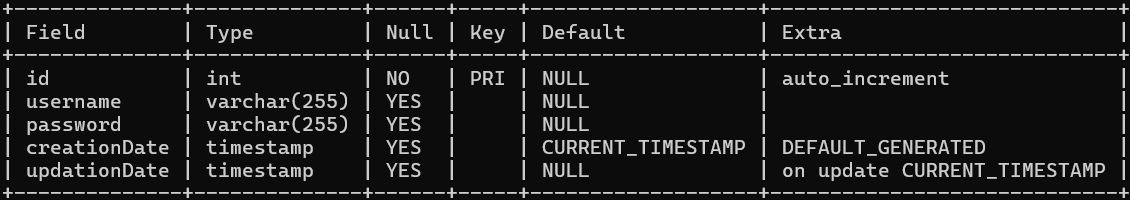 +--------------+--------------+------+-----+-------------------+-----------------------------+
| Field        | Type         | Null | Key | Default           | Extra                       |
+--------------+--------------+------+-----+-------------------+-----------------------------+
| id           | int          | NO   | PRI | NULL              | auto_increment              |
| username     | varchar(255) | YES  |     | NULL              |                             |
| password     | varchar(255) | YES  |     | NULL              |                             |
| creationDate | timestamp    | YES  |     | CURRENT_TIMESTAMP | DEFAULT_GENERATED           |
| updationDate | timestamp    | YES  |     | NULL              | on update CURRENT_TIMESTAMP |
+--------------+--------------+------+-----+-------------------+-----------------------------+